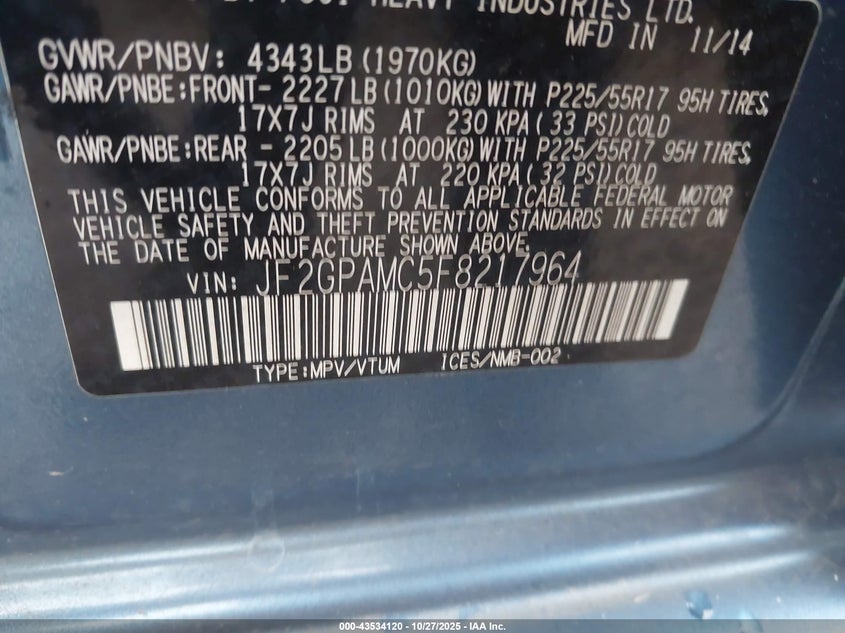 HEAVY INDUSTRIES LTD.
MFD IN 11/14
GVWR/PNBV: 4343LB (1970KG)
GAWR/PNBE:FRONT- 2227LB(1010KG)WITH P225/55R17 95H TIRES,
17X7J RIMS AT 230 KPA( 33 PSI)COLD
GAWR/PNBE:REAR - 2205LB(1000KG)WITH P225/55R17 95H TIRES,
17X7J RIMS AT 220 KPA( 32 PSI)COLD
THIS VEHICLE CONFORMS TO ALL APPLICABLE FEDERAL MOTOR
VEHICLE SAFETY AND THEFT PREVENTION STANDARDS IN EFFECT ON
THE DATE OF MANUFACTURE SHOWN ABOVE.
VIN: JF2GPAMC5F8217964
TYPE:MPV/VTUM ICES/NMB-002
000-43534120 - 10/27/2025 - IAA Inc.